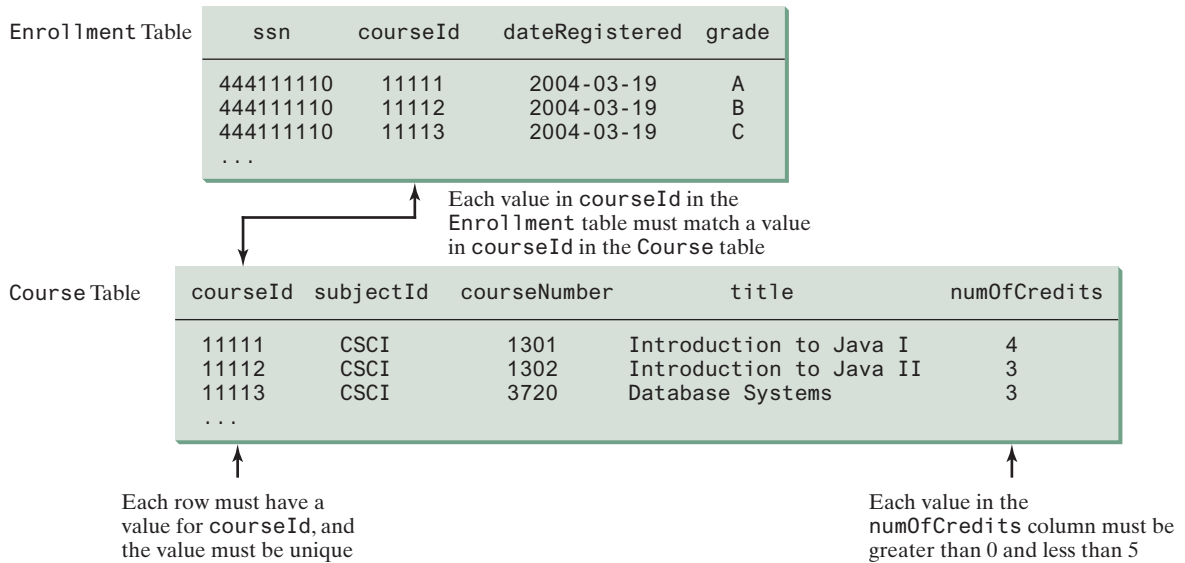 Enrollment Table
ssn courseId dateRegistered grade
444111110 11111 2004-03-19 A
444111110 11112 2004-03-19 B
444111110 11113 2004-03-19 C
...
Each value in courseId in the
Enrollment table must match a value
in courseId in the Course table
Course Table
courseId subjectId courseNumber title numOfCredits
11111 CSCI 1301 Introduction to Java I 4
11112 CSCI 1302 Introduction to Java II 3
11113 CSCI 3720 Database Systems 3
...
Each row must have a
value for courseId, and
the value must be unique
Each value in the
numOfCredits column must be
greater than 0 and less than 5